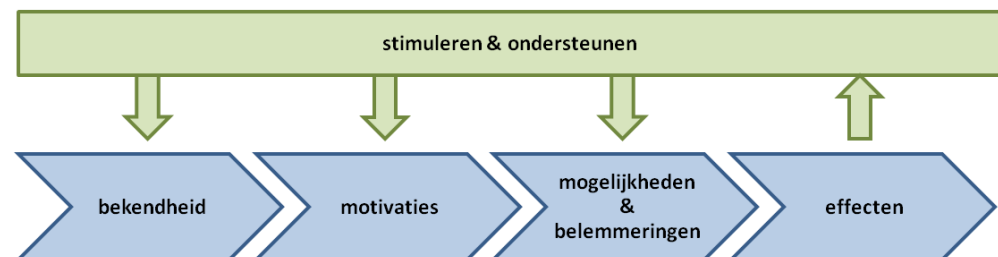 stimuleren & ondersteunen
bekendheid
motivaties
mogelijkheden
&
belemmeringen
effecten